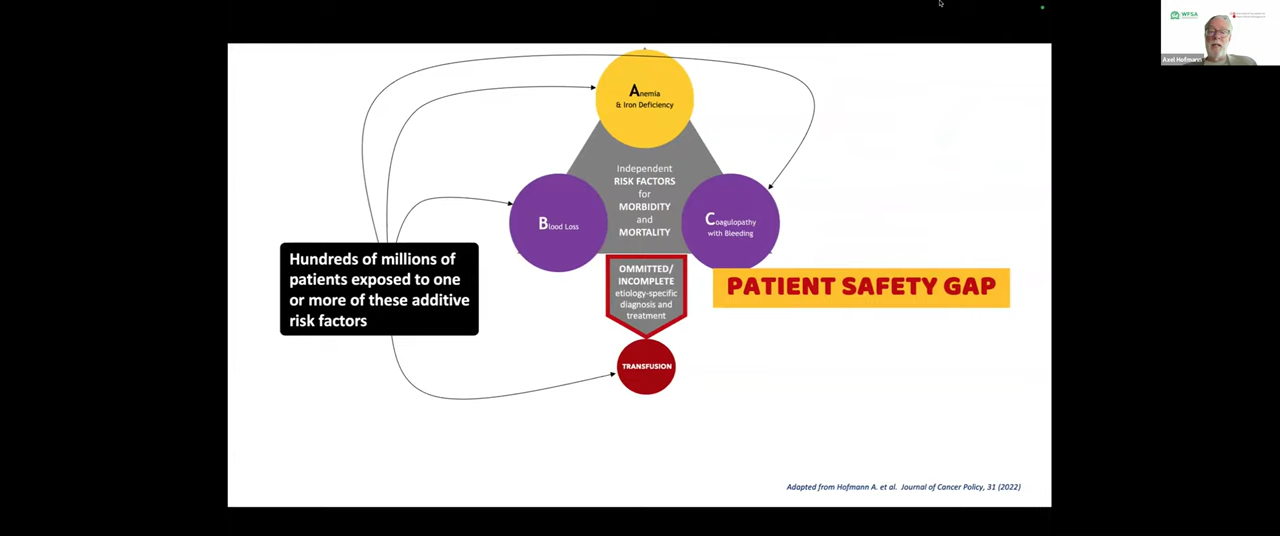 WFSA
Axel Hofmann
Anemia
& Iron Deficiency
Independent
RISK FACTORS
for
MORBIDITY
and
MORTALITY
Blood Loss
Coagulopathy
with Bleeding
Hundreds of millions of
patients exposed to one
or more of these additive
risk factors
OMMITTED/
INCOMPLETE
etiology-specific
diagnosis and
treatment
PATIENT SAFETY GAP
TRANSFUSION
Adapted from Hofmann A. et al. Journal of Cancer Policy, 31 (2022)